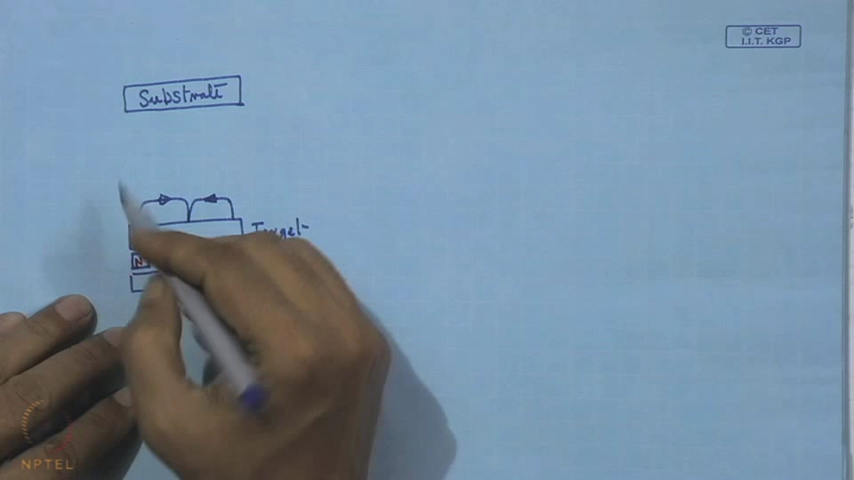 © CET
I.I.T. KGP
Substrate
Target
N
NPTEL